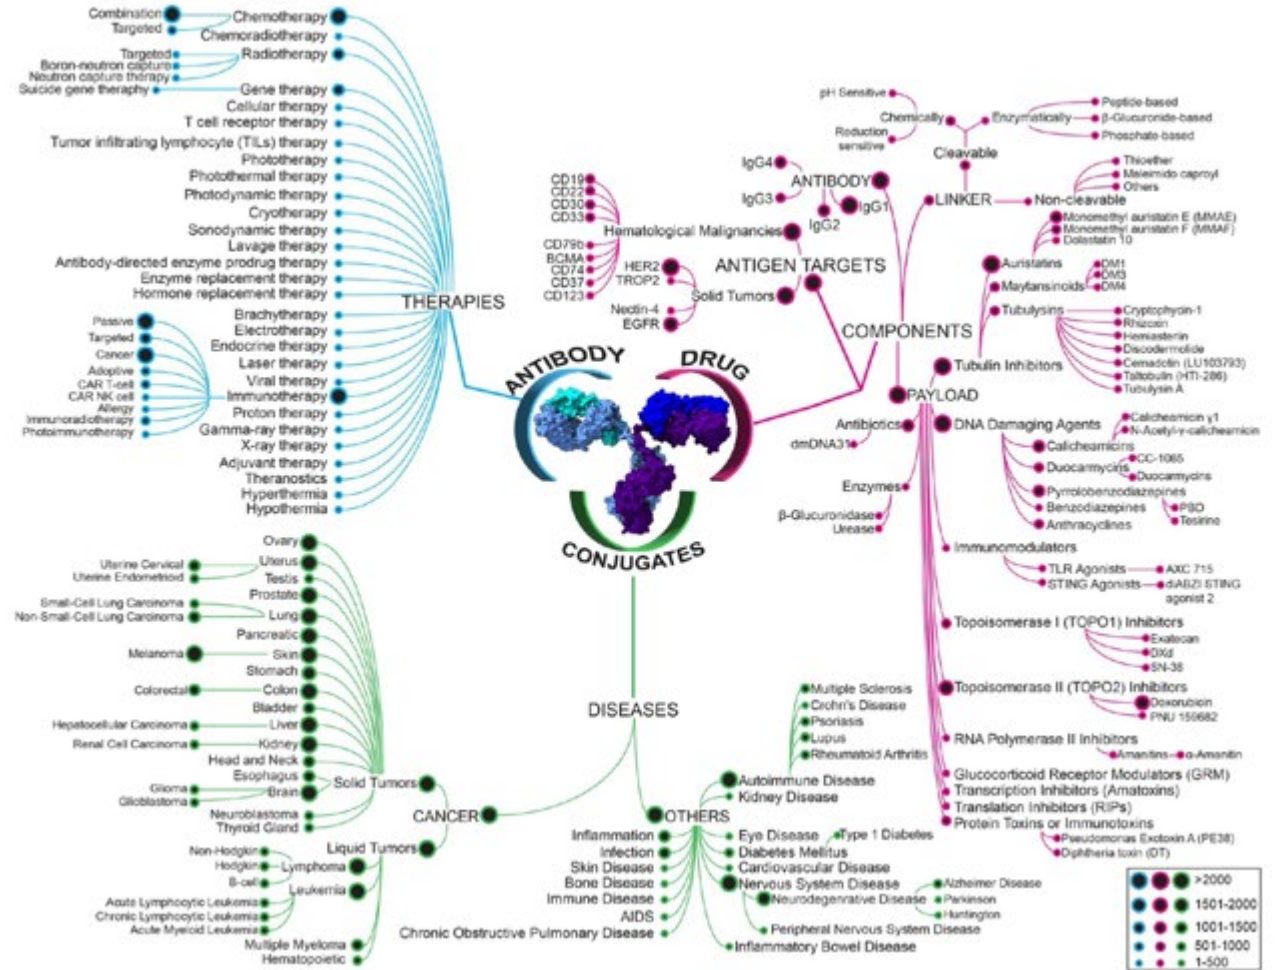 Combination
Targeted
Chemotherapy
Chemoradiotherapy
Targeted
Boron-neutron capture
Neutron capture therapy
Radiotherapy
Suicide gene theraphy
Gene therapy
Cellular therapy
T cell receptor therapy
Tumor infiltrating lymphocyte (TILs) therapy
Phototherapy
Photothermal therapy
Photodynamic therapy
Cryotherapy
Sonodynamic therapy
Lavage therapy
Antibody-directed enzyme prodrug therapy
Enzyme replacement therapy
Hormone replacement therapy
Brachytherapy
Electrotherapy
Endocrine therapy
Laser therapy
Viral therapy
Immunotherapy
Passive
Targeted
Cancer
Adoptive
CAR T-cell
CAR NK cell
Allergy
Immunoradiotherapy
Photoimmunotherapy
Proton therapy
Gamma-ray therapy
X-ray therapy
Adjuvant therapy
Theranostics
Hyperthermia
Hypothermia
THERAPIES
ANTIBODY
DRUG
CONJUGATES
COMPONENTS
ANTIBODY
IgG4
IgG3
IgG2
IgG1
ANTIGEN TARGETS
Hematological Malignancies
CD19
CD22
CD30
CD33
CD79b
BCMA
CD74
CD37
CD123
Solid Tumors
HER2
TROP2
Nectin-4
EGFR
LINKER
Cleavable
Chemically
pH Sensitive
Reduction
sensitive
Enzymatically
Peptide-based
β-Glucuronide-based
Phosphate-based
Non-cleavable
Thioether
Maleimido caproyl
Others
PAYLOAD
Tubulin Inhibitors
Auristatins
Monomethyl auristatin E (MMAE)
Monomethyl auristatin F (MMAF)
Dolastatin 10
Maytansinoids
DM1
DM3
DM4
Tubulysins
Cryptophycin-1
Rhizoxin
Hemiasterlin
Discodermolide
Cemadotin (LU103793)
Taltobulin (HTI-286)
Tubulysin A
Antibiotics
dmDNA31
Enzymes
β-Glucuronidase
Urease
DNA Damaging Agents
Calicheamicins
Calicheamicin γ1
N-Acetyl-γ-calicheamicin
Duocarmycins
CC-1065
Duocarmycins
Pyrrolobenzodiazepines
PBD
Tesirine
Benzodiazepines
Anthracyclines
Immunomodulators
TLR Agonists
AXC 715
STING Agonists
diABZI STING
agonist 2
Topoisomerase I (TOPO1) Inhibitors
Exatecan
DXd
SN-38
Topoisomerase II (TOPO2) Inhibitors
Doxorubicin
PNU 159682
RNA Polymerase II Inhibitors
Amanitins
α-Amanitin
Glucocorticoid Receptor Modulators (GRM)
Transcription Inhibitors (Amatoxins)
Translation Inhibitors (RIPs)
Protein Toxins or Immunotoxins
Pseudomonas Exotoxin A (PE38)
Diphtheria toxin (DT)
DISEASES
CANCER
Solid Tumors
Ovary
Uterus
Uterine Cervical
Uterine Endometrioid
Testis
Prostate
Lung
Small-Cell Lung Carcinoma
Non-Small-Cell Lung Carcinoma
Pancreatic
Skin
Melanoma
Stomach
Colon
Colorectal
Bladder
Liver
Hepatocellular Carcinoma
Kidney
Renal Cell Carcinoma
Head and Neck
Esophagus
Brain
Glioma
Glioblastoma
Neuroblastoma
Thyroid Gland
Liquid Tumors
Lymphoma
Non-Hodgkin
Hodgkin
B-cell
Leukemia
Acute Lymphocytic Leukemia
Chronic Lymphocytic Leukemia
Acute Myeloid Leukemia
Multiple Myeloma
Hematopoietic
OTHERS
Autoimmune Disease
Multiple Sclerosis
Crohn's Disease
Psoriasis
Lupus
Rheumatoid Arthritis
Kidney Disease
Inflammation
Infection
Skin Disease
Bone Disease
Immune Disease
AIDS
Chronic Obstructive Pulmonary Disease
Eye Disease
Diabetes Mellitus
Type 1 Diabetes
Cardiovascular Disease
Nervous System Disease
Neurodegenrative Disease
Alzheimer Disease
Parkinson
Huntington
Peripheral Nervous System Disease
Inflammatory Bowel Disease
>2000
1501-2000
1001-1500
501-1000
1-500